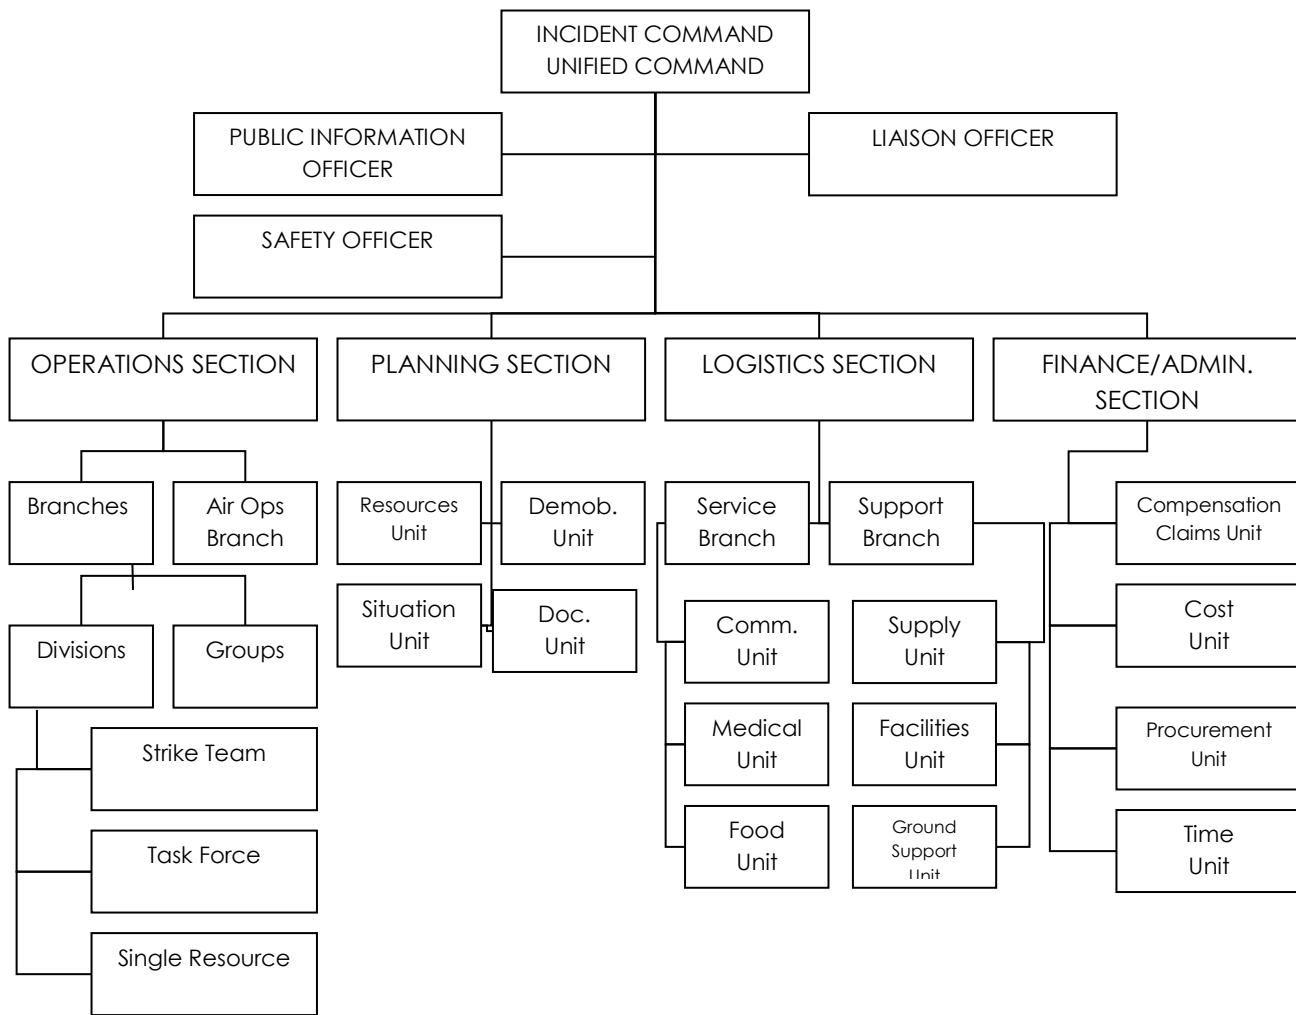 INCIDENT COMMAND
UNIFIED COMMAND
PUBLIC INFORMATION
OFFICER
LIAISON OFFICER
SAFETY OFFICER
OPERATIONS SECTION
PLANNING SECTION
LOGISTICS SECTION
FINANCE/ADMIN.
SECTION
Branches
Air Ops
Branch
Resources
Unit
Demob.
Unit
Service
Branch
Support
Branch
Compensation
Claims Unit
Divisions
Groups
Situation
Unit
Doc.
Unit
Comm.
Unit
Supply
Unit
Cost
Unit
Strike Team
Medical
Unit
Facilities
Unit
Procurement
Unit
Task Force
Food
Unit
Ground
Support
Unit
Time
Unit
Single Resource